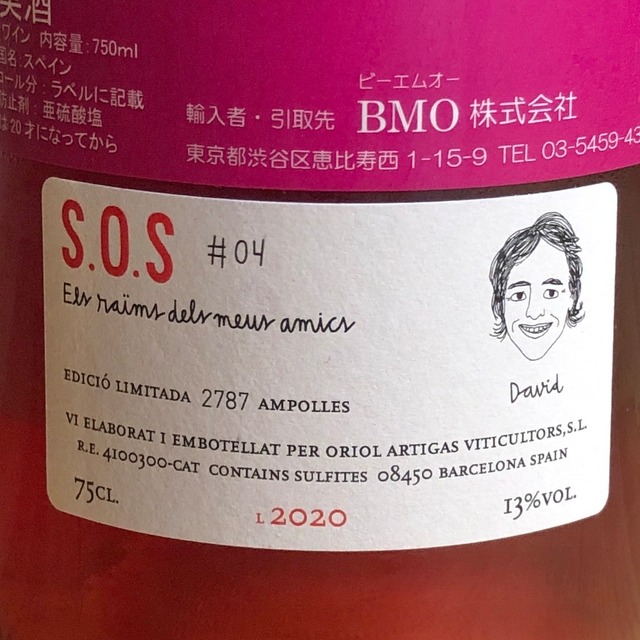 ワイン 内容量:750ml
国名:スペイン
ール分:ラベルに記載
防止剤:亜硫酸塩
は20才になってから
ビーエムオー
輸入者・引取先 BMO 株式会社
東京都渋谷区恵比寿西 1-15-9 TEL 03-5459-43
S.O.S #04
Els raïms dels meus amics
David
EDICIÓ LIMITADA 2787 AMPOLLES
VI ELABORAT I EMBOTELLAT PER ORIOL ARTIGAS VITICULTORS, S.L.
R.E. 4100300-CAT CONTAINS SULFITES 08450 BARCELONA SPAIN
75CL.
L 2020
13%VOL.